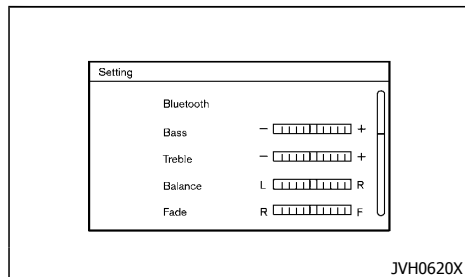 Setting
Bluetooth
Bass − +
Treble − +
Balance L R
Fade R F
JVH0620X